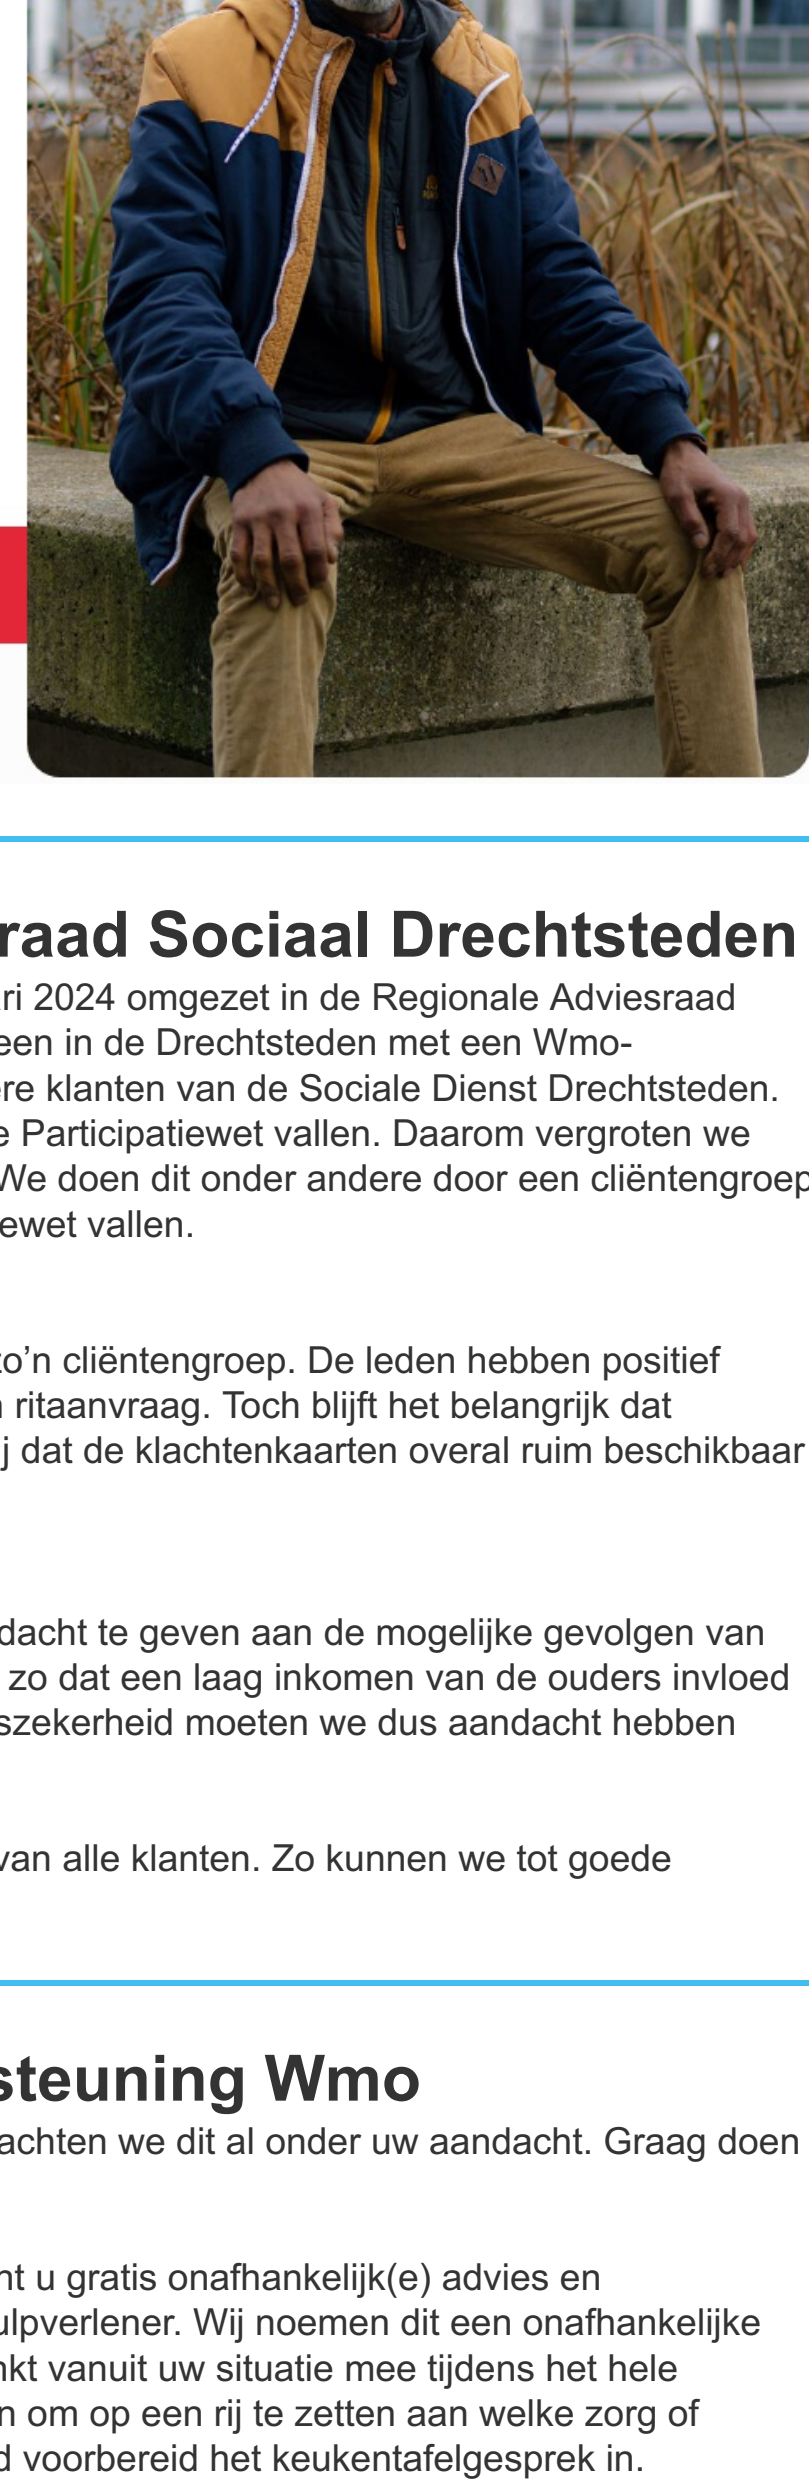 raad Sociaal Drechtsteden
ri 2024 omgezet in de Regionale Adviesraad
een in de Drechtsteden met een Wmo-
re klanten van de Sociale Dienst Drechtsteden.
e Participatiewet vallen. Daarom vergroten we
We doen dit onder andere door een cliëntengroep
ewet vallen.
zo’n cliëntengroep. De leden hebben positief
ritaanvraag. Toch blijft het belangrijk dat
ij dat de klachtenkaarten overal ruim beschikbaar
dacht te geven aan de mogelijke gevolgen van
zo dat een laag inkomen van de ouders invloed
szekerheid moeten we dus aandacht hebben
van alle klanten. Zo kunnen we tot goede
steuning Wmo
achten we dit al onder uw aandacht. Graag doen
nt u gratis onafhankelijk(e) advies en
ulpverlener. Wij noemen dit een onafhankelijke
nkt vanuit uw situatie mee tijdens het hele
n om op een rij te zetten aan welke zorg of
d voorbereid het keukentafelgesprek in.